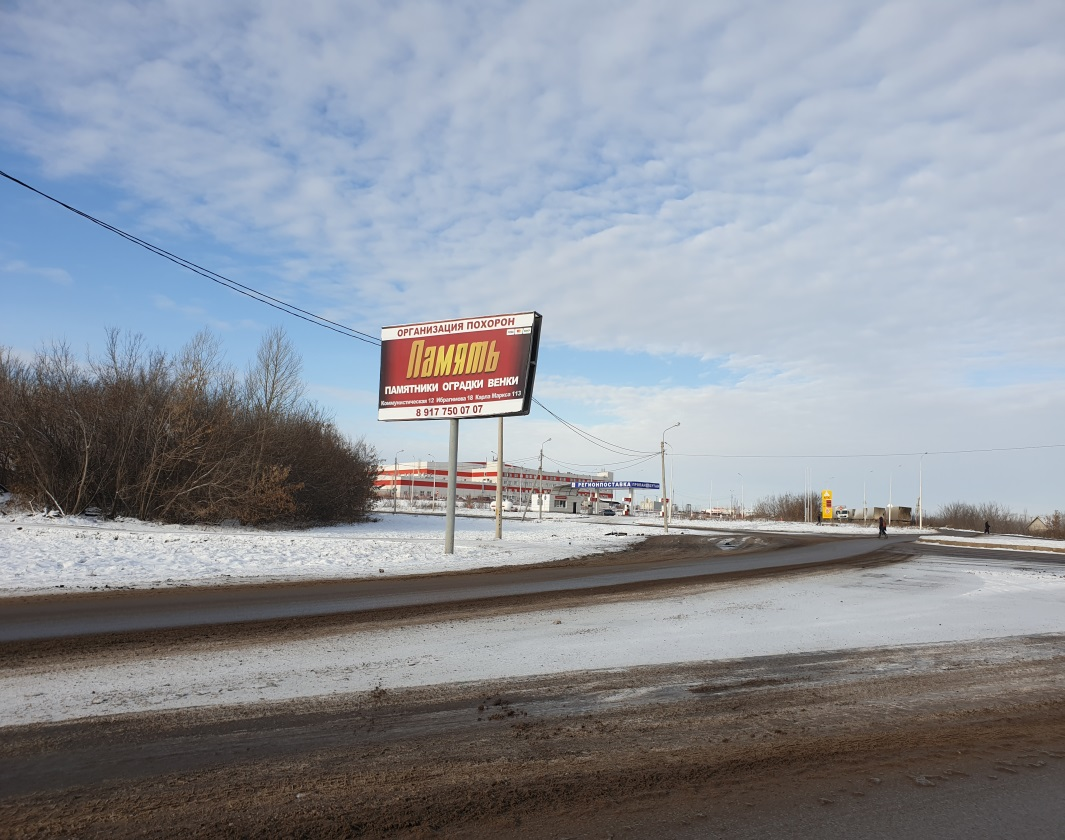 ОРГАНИЗАЦИЯ ПОХОРОН
Память
ПАМЯТНИКИ ОГРАДКИ ВЕНКИ
Коммунистическая 12 Ибрагимова 18 Карла Маркса 113
8 917 750 07 07
РЕГИОНПОСТАВКА